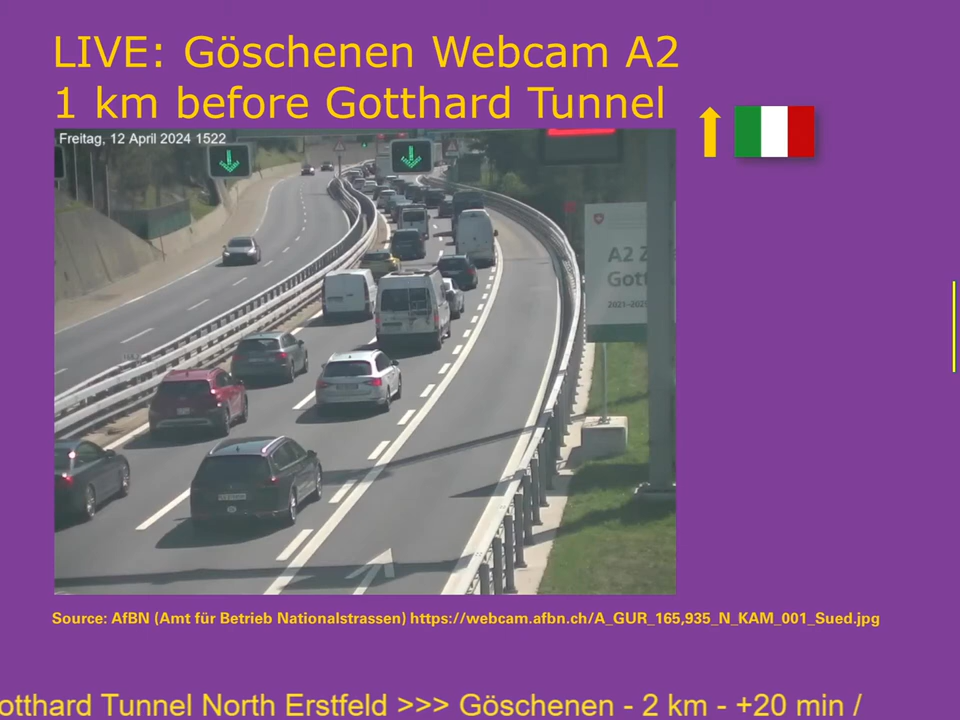 LIVE: Göschenen Webcam A2
1 km before Gotthard Tunnel
Freitag, 12 April 2024 1522
A2 Z
Gott
2021-202
Source: AfBN (Amt für Betrieb Nationalstrassen) https://webcam.afbn.ch/A_GUR_165,935_N_KAM_001_Sued.jpg
otthard Tunnel North Erstfeld >>> Göschenen - 2 km - +20 min /